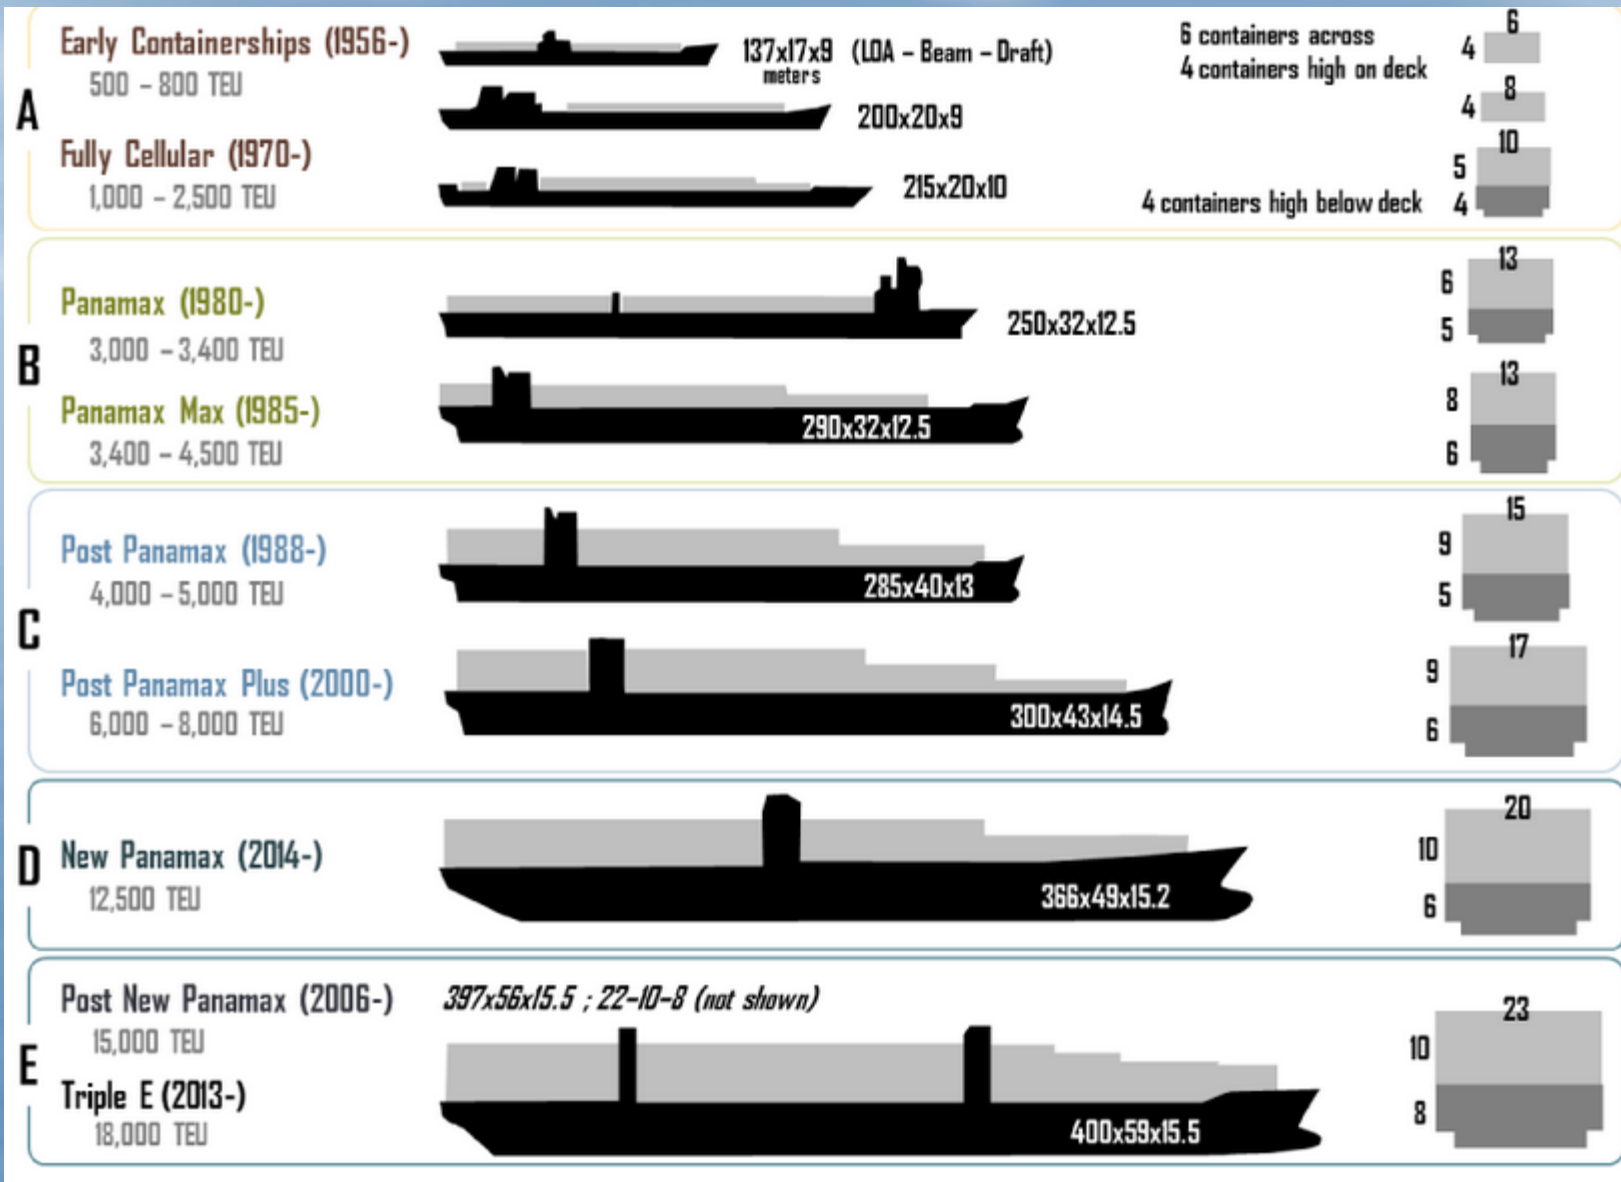 A
Early Containerships (1956-)
500 – 800 TEU
137x17x9 (LOA – Beam – Draft)
meters
6 containers across
4 containers high on deck
6
4
200x20x9
8
4
Fully Cellular (1970-)
1,000 – 2,500 TEU
215x20x10
4 containers high below deck
10
5
4
B
Panamax (1980-)
3,000 – 3,400 TEU
250x32x12.5
13
6
5
Panamax Max (1985-)
3,400 – 4,500 TEU
290x32x12.5
13
8
6
C
Post Panamax (1988-)
4,000 – 5,000 TEU
285x40x13
15
9
5
Post Panamax Plus (2000-)
6,000 – 8,000 TEU
300x43x14.5
17
9
6
D
New Panamax (2014-)
12,500 TEU
366x49x15.2
20
10
6
E
Post New Panamax (2006-)
15,000 TEU
397x56x15.5 ; 22–10–8 (not shown)
Triple E (2013-)
18,000 TEU
400x59x15.5
23
10
8